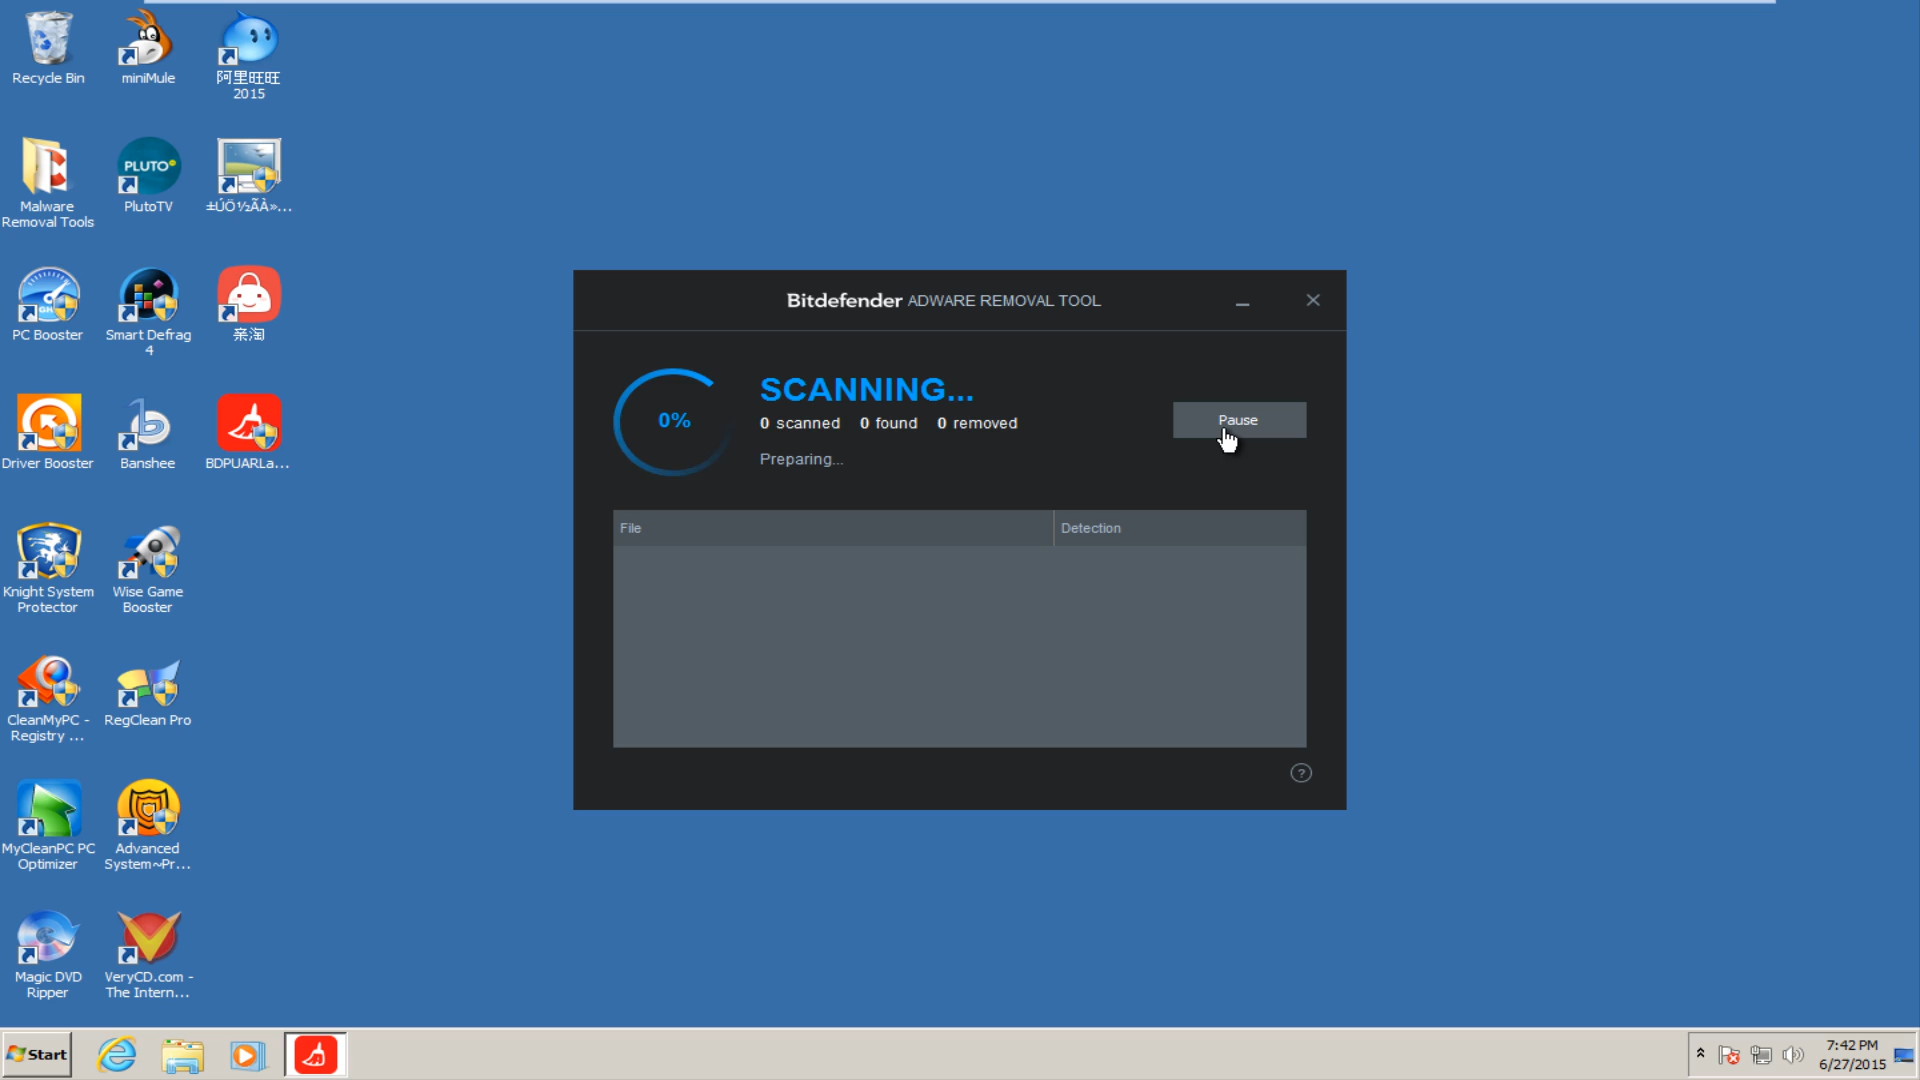 Recycle Bin
miniMule
阿里旺旺
2015
Malware
Removal Tools
PLUTO
PlutoTV
±ÚÖ½ÃÀ»...
PC Booster
Smart Defrag
4
亲淘
Driver Booster
Banshee
BDPUARLa...
Knight System
Protector
Wise Game
Booster
CleanMyPC -
Registry ...
RegClean Pro
MyCleanPC PC
Optimizer
Advanced
System~Pr...
Magic DVD
Ripper
VeryCD.com -
The Intern...
Bitdefender ADWARE REMOVAL TOOL
0%
SCANNING...
0 scanned 0 found 0 removed
Preparing...
Pause
File
Detection
?
Start
7:42 PM
6/27/2015